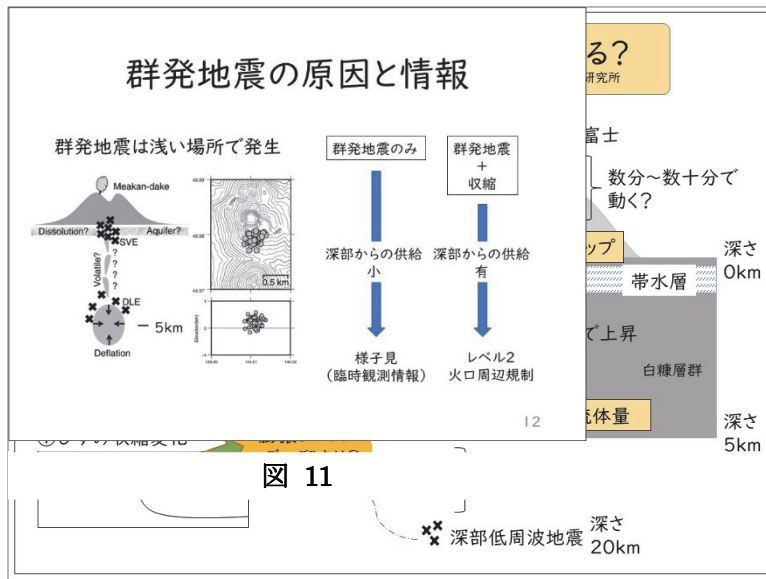 群発地震の原因と情報
群発地震は浅い場所で発生
Meakan-dake
Dissolution?
Aquifer?
SVE
Volatile?
?
?
?
?
DLE
5km
Deflation
0.5 km
群発地震のみ
深部からの供給
小
様子見
(臨時観測情報)
群発地震
+
収縮
深部からの供給
有
レベル2
火口周辺規制
12
る?
研究所
富士
数分~数十分で
動く?
ップ
深さ
0km
帯水層
で上昇
白糠層群
流体量
深さ
5km
図 11
深部低周波地震
深さ
20km